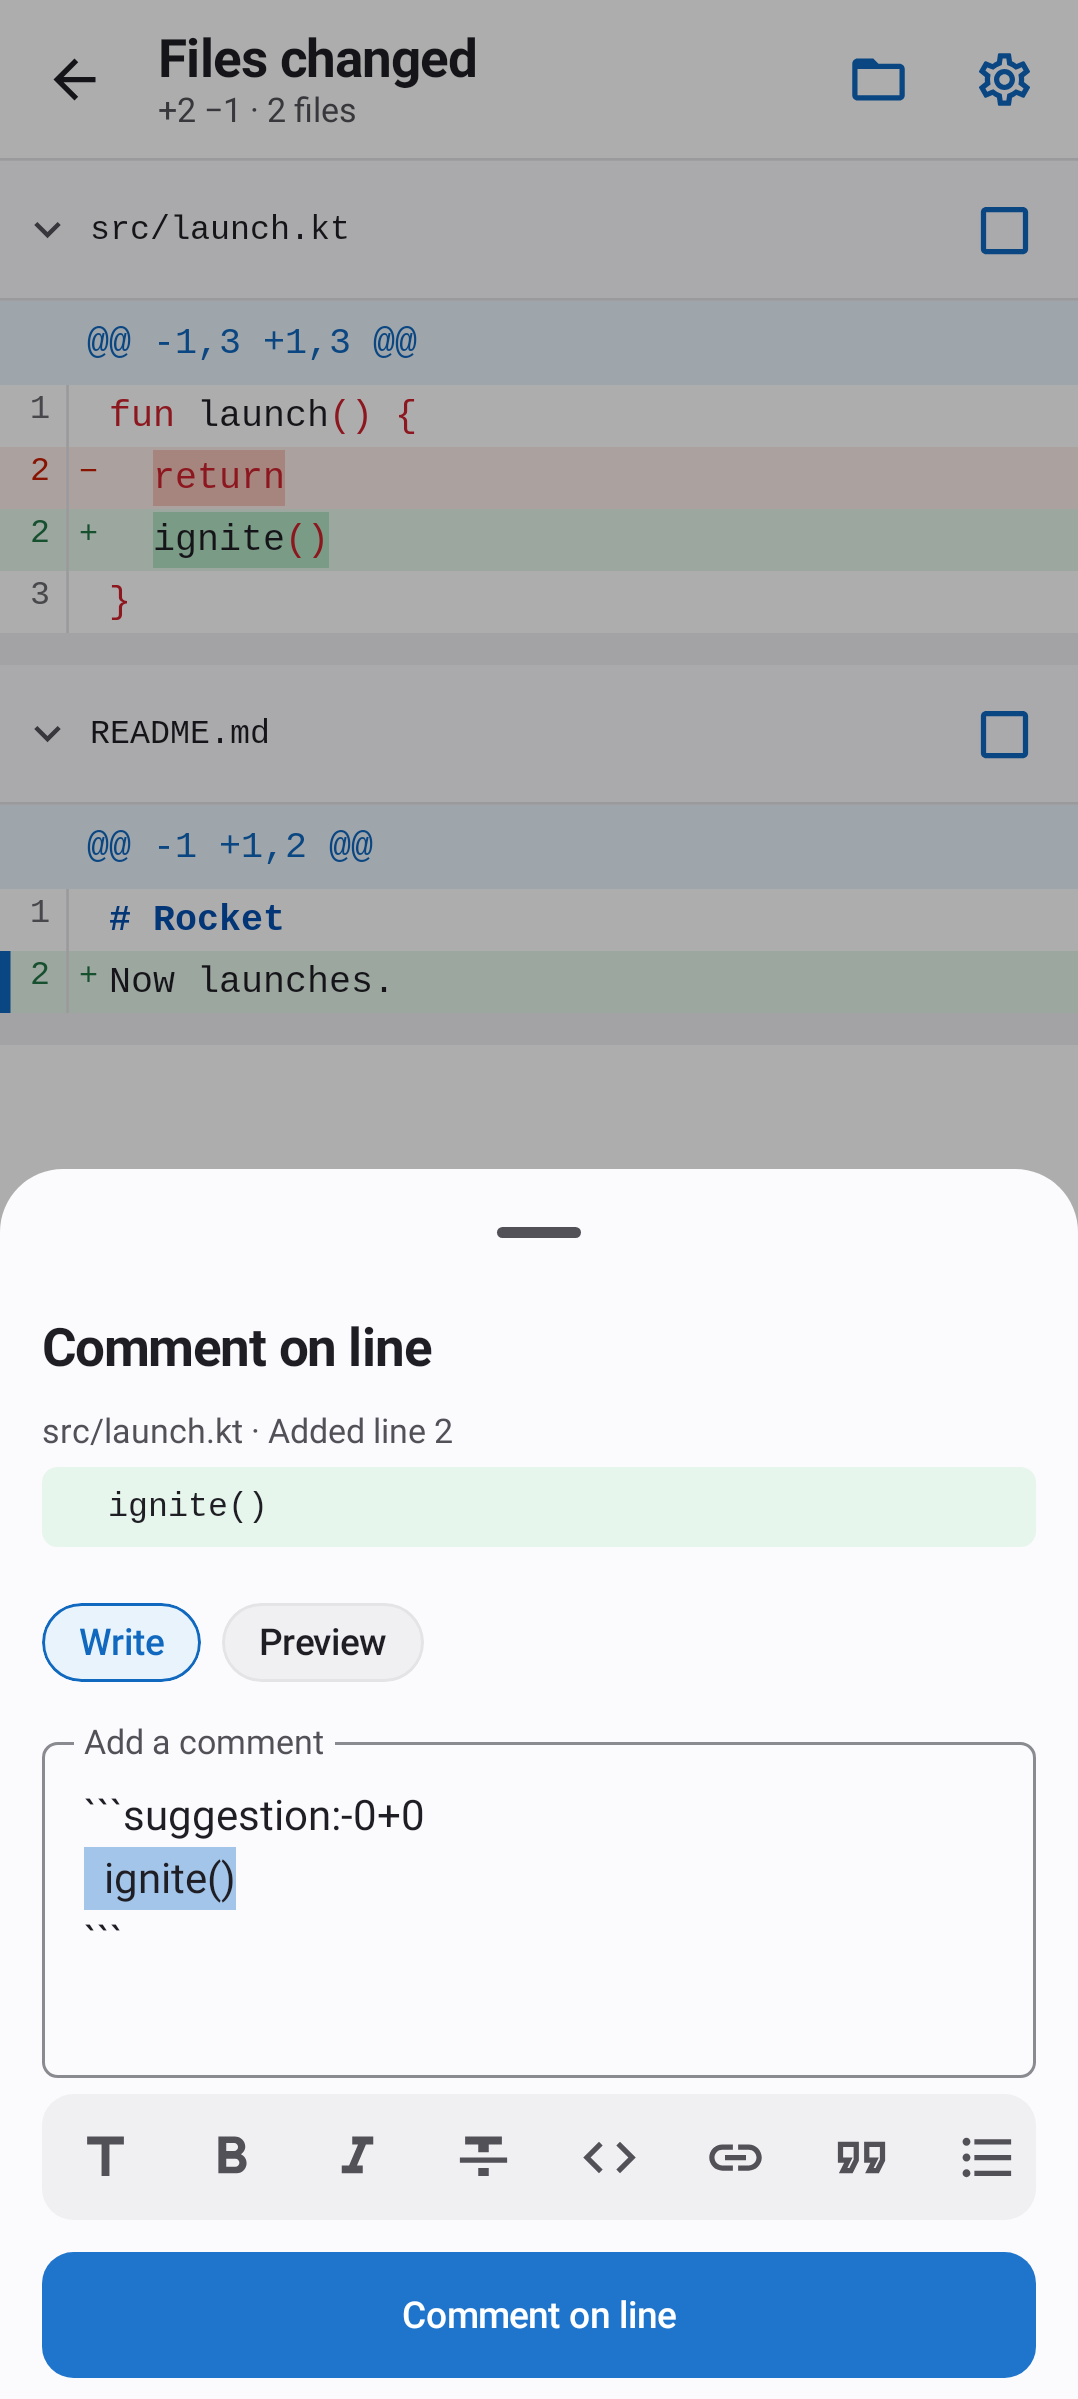 Files changed
+2 −1 · 2 files
src/launch.kt
@@ -1,3 +1,3 @@
1 fun launch() {
2 −   return
2 +   ignite()
3 }
README.md
@@ -1 +1,2 @@
1 # Rocket
2 + Now launches.
Comment on line
src/launch.kt · Added line 2
ignite()
Write Preview
Add a comment
```suggestion:-0+0
  ignite()
```
Comment on line